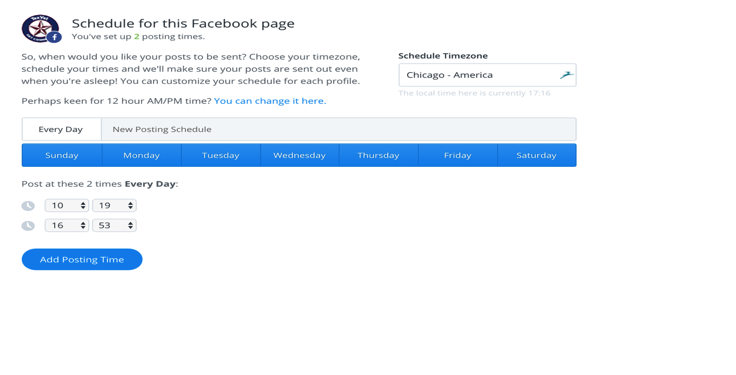 Schedule for this Facebook page
You've set up 2 posting times.
So, when would you like your posts to be sent? Choose your timezone,
schedule your times and we'll make sure your posts are sent out even
when you're asleep! You can customize your schedule for each profile.
Perhaps keen for 12 hour AM/PM time? You can change it here.
Schedule Timezone
Chicago - America
The local time here is currently 17:16
Every Day
New Posting Schedule
Sunday Monday Tuesday Wednesday Thursday Friday Saturday
Post at these 2 times Every Day:
10 19
16 53
Add Posting Time